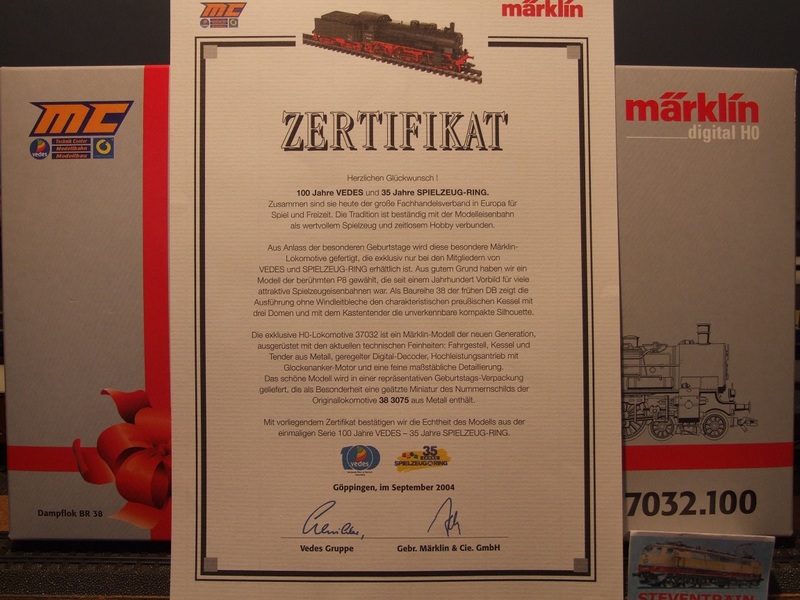 MC
vedes
märklin
ZERTIFIKAT
Herzlichen Glückwunsch !
100 Jahre VEDES und 35 Jahre SPIELZEUG-RING.
Zusammen sind sie heute der große Fachhandelsverband in Europa für
Spiel und Freizeit. Die Tradition ist beständig mit der Modelleisenbahn
als wertvollem Spielzeug und zeitlosem Hobby verbunden.
Aus Anlass der besonderen Geburtstage wird diese besondere Märklin-
Lokomotive gefertigt, die exklusiv nur bei den Mitgliedern von
VEDES und SPIELZEUG-RING erhältlich ist. Aus gutem Grund haben wir ein
Modell der berühmten P8 gewählt, die seit einem Jahrhundert Vorbild für viele
attraktive Spielzeugeisenbahnen war. Als Baureihe 38 der frühen DB zeigt die
Ausführung ohne Windleitbleche den charakteristischen preußischen Kessel mit
drei Domen und mit dem Kastentender die unverkennbare kompakte Silhouette.
Die exklusive H0-Lokomotive 37032 ist ein Märklin-Modell der neuen Generation,
ausgerüstet mit den aktuellen technischen Feinheiten: Fahrgestell, Kessel und
Tender aus Metall, geregelter Digital-Decoder, Hochleistungsantrieb mit
Glockenanker-Motor und eine feine maßstäbliche Detaillierung.
Das schöne Modell wird in einer repräsentativen Geburtstags-Verpackung
geliefert, die als Besonderheit eine geätzte Miniatur des Nummernschilds der
Originallokomotive 38 3075 aus Metall enthält.
Mit vorliegendem Zertifikat bestätigen wir die Echtheit des Modells aus der
einmaligen Serie 100 Jahre VEDES – 35 Jahre SPIELZEUG-RING.
vedes
35
JAHRE
SPIELZEUG RING
Göppingen, im September 2004
Vedes Gruppe
Gebr. Märklin & Cie. GmbH
MC
vedes
Technik Center
Modellbahn
Modellbau
Dampflok BR 38
märklin
digital H0
7032.100
STEVENTRAIN